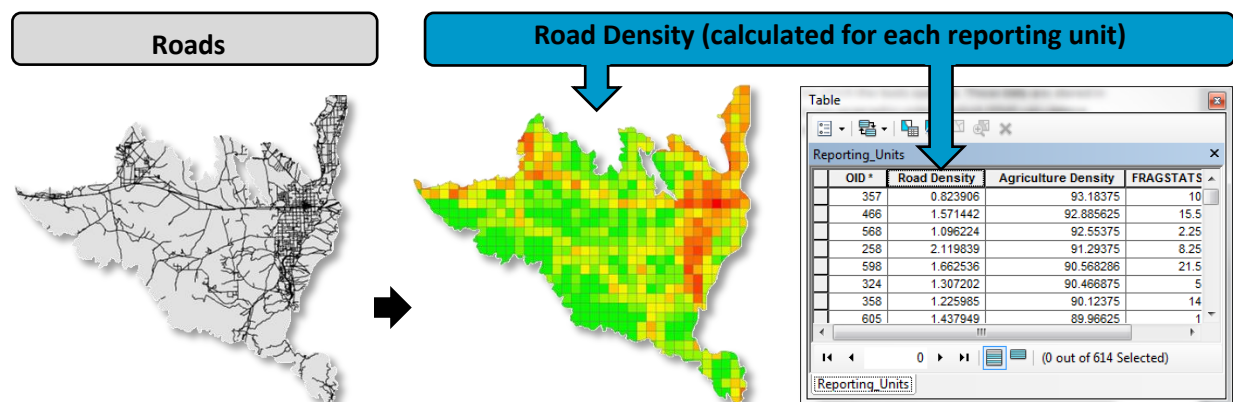 Roads
Road Density (calculated for each reporting unit)
Table
Reporting_Units
OID * Road Density Agriculture Density FRAGSTATS
357 0.823906 93.18375 10
466 1.571442 92.885625 15.5
568 1.096224 92.55375 2.25
258 2.119839 91.29375 8.25
598 1.662536 90.568286 21.5
324 1.307202 90.466875 5
358 1.225985 90.12375 14
605 1.437949 89.96625 1
0 (0 out of 614 Selected)
Reporting_Units